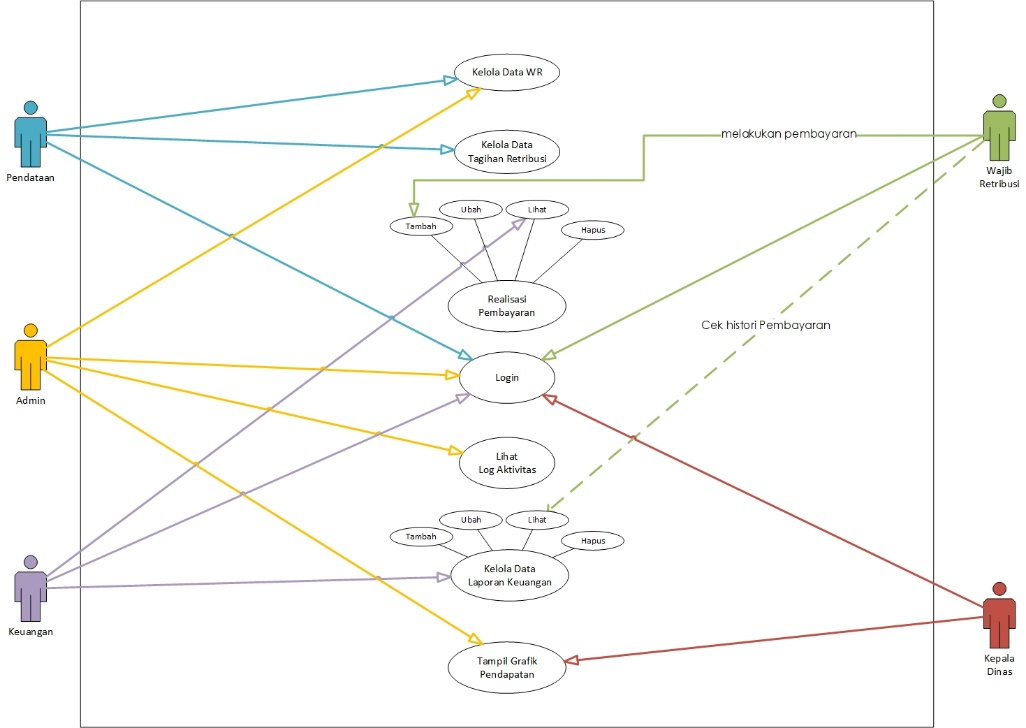 Kelola Data WR
Pendataan
Kelola Data
Tagihan Retribusi
melakukan pembayaran
Wajib
Retribusi
Tambah
Ubah
Lihat
Hapus
Realisasi
Pembayaran
Cek histori Pembayaran
Admin
Login
Lihat
Log Aktivitas
Tambah
Ubah
Lihat
Hapus
Kelola Data
Laporan Keuangan
Keuangan
Tampil Grafik
Pendapatan
Kepala
Dinas